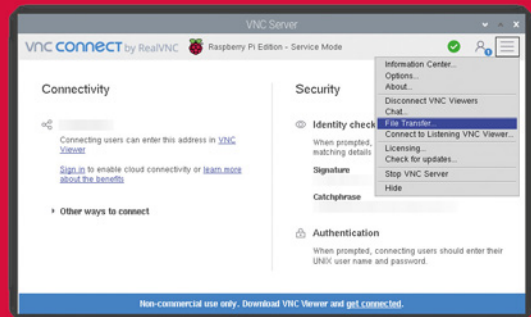 VNC Server
VNC CONNECT by RealVNC Raspberry Pi Edition - Service Mode
Connectivity
Connecting users can enter this address in VNC
Viewer
Sign in to enable cloud connectivity or learn more
about the benefits
Other ways to connect
Security
Identity check
When prompted,
matching details
Signature
Catchphrase
Authentication
When prompted, connecting users should enter their
UNIX user name and password.
Information Center...
Options...
About...
Disconnect VNC Viewers
Chat...
File Transfer...
Connect to Listening VNC Viewer...
Licensing...
Check for updates...
Stop VNC Server
Hide
Non-commercial use only. Download VNC Viewer and get connected.